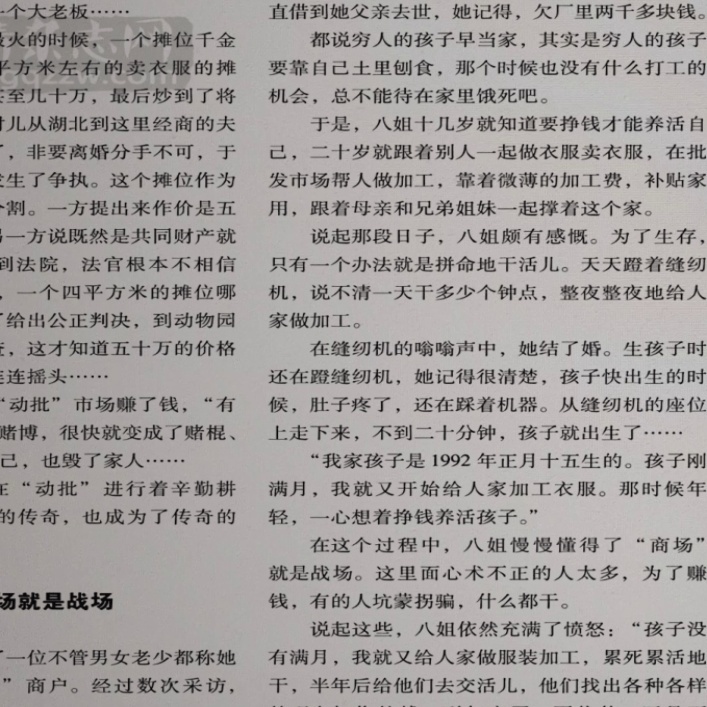 一个大老板……
最火的时候，一个摊位千金
平方米左右的卖衣服的摊
甚至几十万，最后炒到了将
对儿从湖北到这里经商的夫
了，非要离婚分手不可，于
发生了争执。这个摊位作为
分割。一方提出来作价是五
另一方说既然是共同财产就
到法院，法官根本不相信
，一个四平方米的摊位哪
了给出公正判决，到动物园
，这才知道五十万的价格
连连摇头……
“动批”市场赚了钱，“有
赌博，很快就变成了赌棍、
己，也毁了家人……
在“动批”进行着辛勤耕
的传奇，也成为了传奇的
场就是战场
了一位不管男女老少都称她
”商户。经过数次采访，
直借到她父亲去世，她记得，欠厂里两千多块钱。
都说穷人的孩子早当家，其实是穷人的孩子
要靠自己土里刨食，那个时候也没有什么打工的
机会，总不能待在家里饿死吧。
于是，八姐十几岁就知道要挣钱才能养活自
己，二十岁就跟着别人一起做衣服卖衣服，在批
发市场帮人做加工，靠着微薄的加工费，补贴家
用，跟着母亲和兄弟姐妹一起撑着这个家。
说起那段日子，八姐颇有感慨。为了生存，
只有一个办法就是拼命地干活儿。天天蹬着缝纫
机，说不清一天干多少个钟点，整夜整夜地给人
家做加工。
在缝纫机的嗡嗡声中，她结了婚。生孩子时
还在蹬缝纫机，她记得很清楚，孩子快出生的时
候，肚子疼了，还在踩着机器。从缝纫机的座位
上走下来，不到二十分钟，孩子就出生了……
“我家孩子是 1992 年正月十五生的。孩子刚
满月，我就又开始给人家加工衣服。那时候年
轻，一心想着挣钱养活孩子。”
在这个过程中，八姐慢慢懂得了“商场”
就是战场。这里面心术不正的人太多，为了赚
钱，有的人坑蒙拐骗，什么都干。
说起这些，八姐依然充满了愤怒：“孩子没
有满月，我就又给人家做服装加工，累死累活地
干，半年后给他们去交活儿，他们找出各种各样